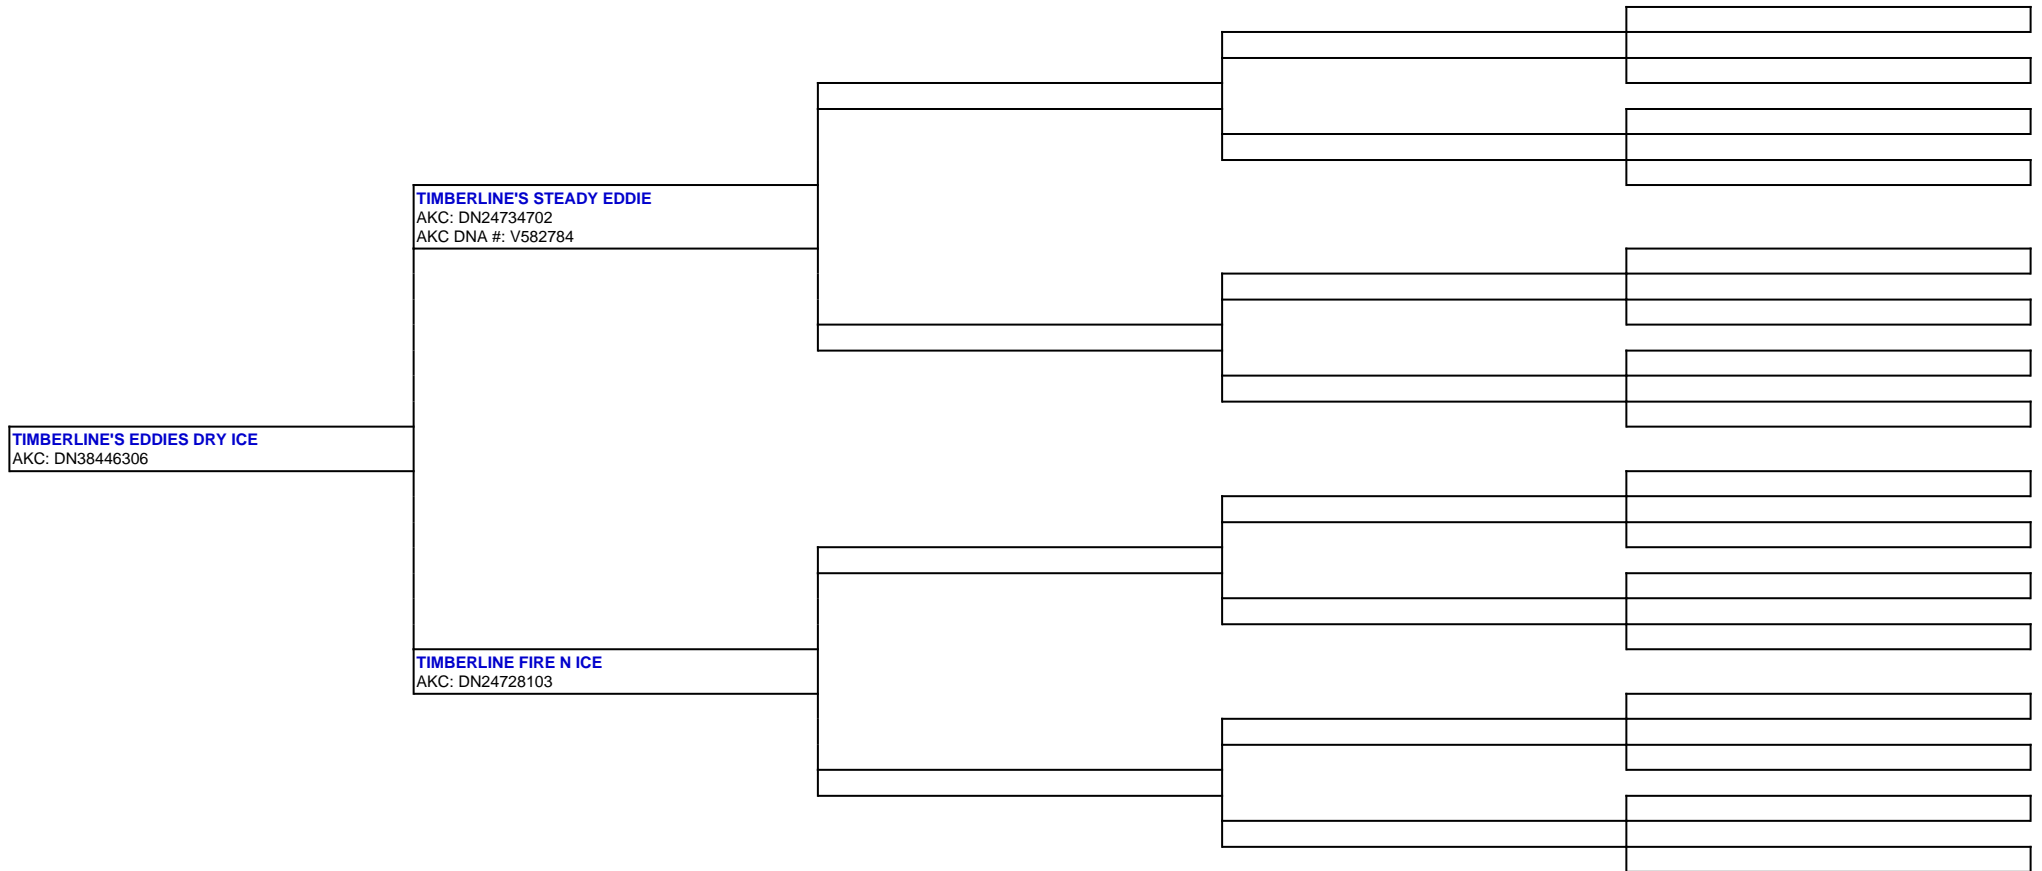 TIMBERLINE'S STEADY EDDIE
AKC: DN24734702
AKC DNA #: V582784
TIMBERLINE'S EDDIES DRY ICE
AKC: DN38446306
TIMBERLINE FIRE N ICE
AKC: DN24728103